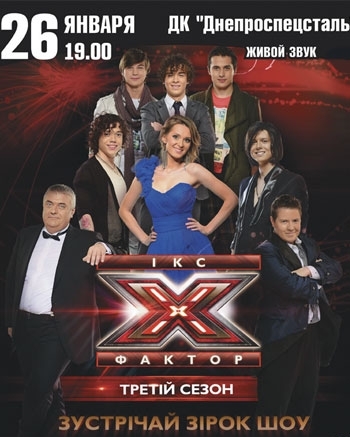 26 ЯНВАРЯ
19.00
ДК "Днепроспецсталь
ЖИВОЙ ЗВУК
ІКС
X
ФАКТОР
ТРЕТІЙ СЕЗОН
ЗУСТРІЧАЙ ЗІРОК ШОУ